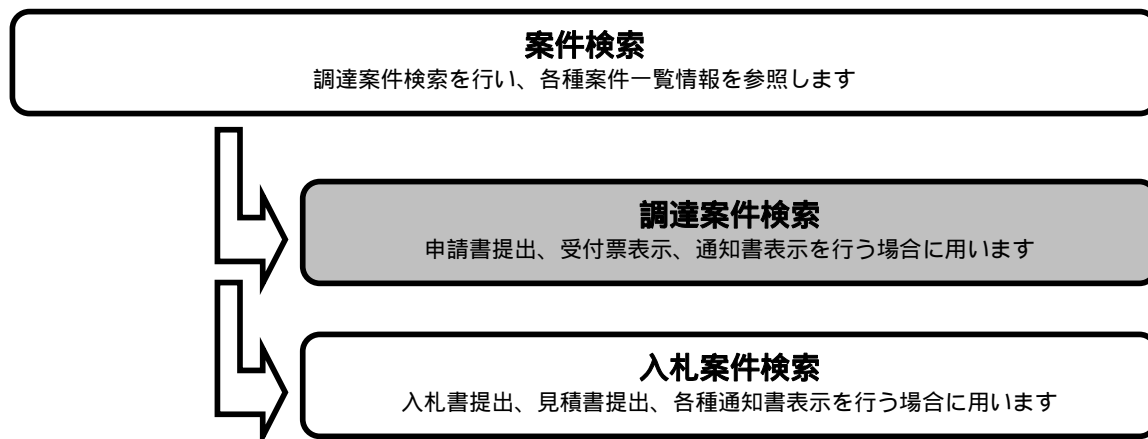 案件検索
調達案件検索を行い、各種案件一覧情報を参照します
調達案件検索
申請書提出、受付票表示、通知書表示を行う場合に用います
入札案件検索
入札書提出、見積書提出、各種通知書表示を行う場合に用います